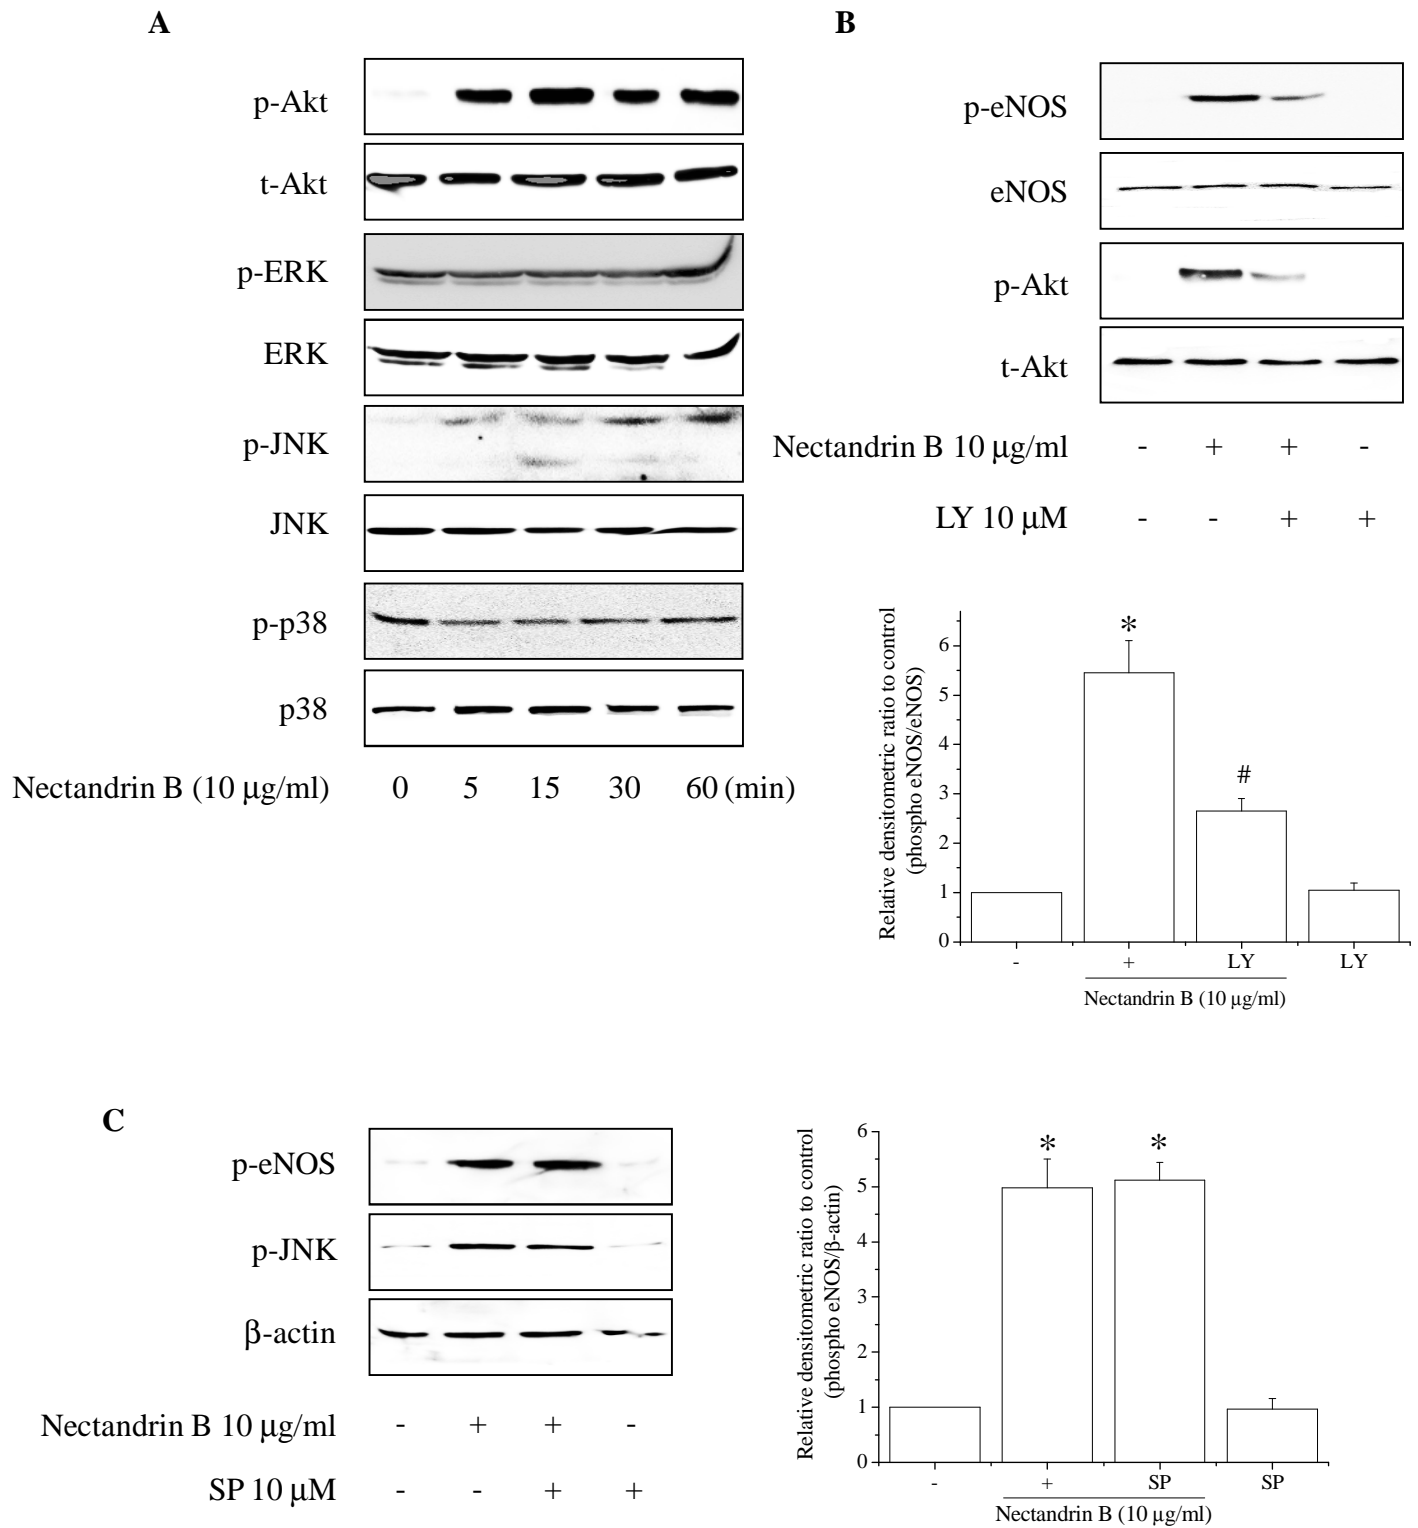 A
p-Akt
t-Akt
p-ERK
ERK
p-JNK
JNK
p-p38
p38
Nectandrin B (10 μg/ml) 0 5 15 30 60 (min)
B
p-eNOS
eNOS
p-Akt
t-Akt
Nectandrin B 10 μg/ml - + + -
LY 10 μM - - + +
Relative densitometric ratio to control
(phospho eNOS/eNOS)
6
5
4
3
2
1
0
*
#
- + LY LY
Nectandrin B (10 μg/ml)
C
p-eNOS
p-JNK
β-actin
Nectandrin B 10 μg/ml - + + -
SP 10 μM - - + +
Relative densitometric ratio to control
(phospho eNOS/β-actin)
6
5
4
3
2
1
0
* *
- + SP SP
Nectandrin B (10 μg/ml)